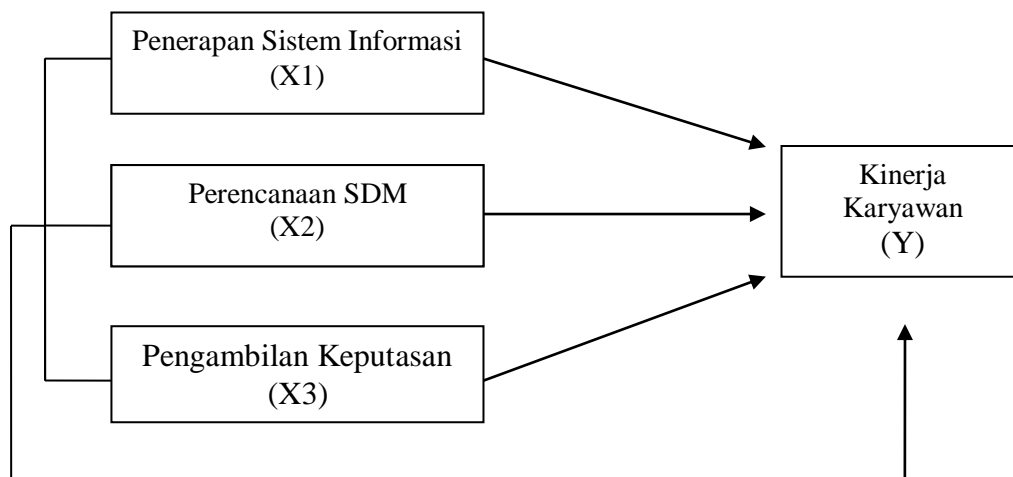 Penerapan Sistem Informasi
(X1)
Perencanaan SDM
(X2)
Pengambilan Keputasan
(X3)
Kinerja
Karyawan
(Y)